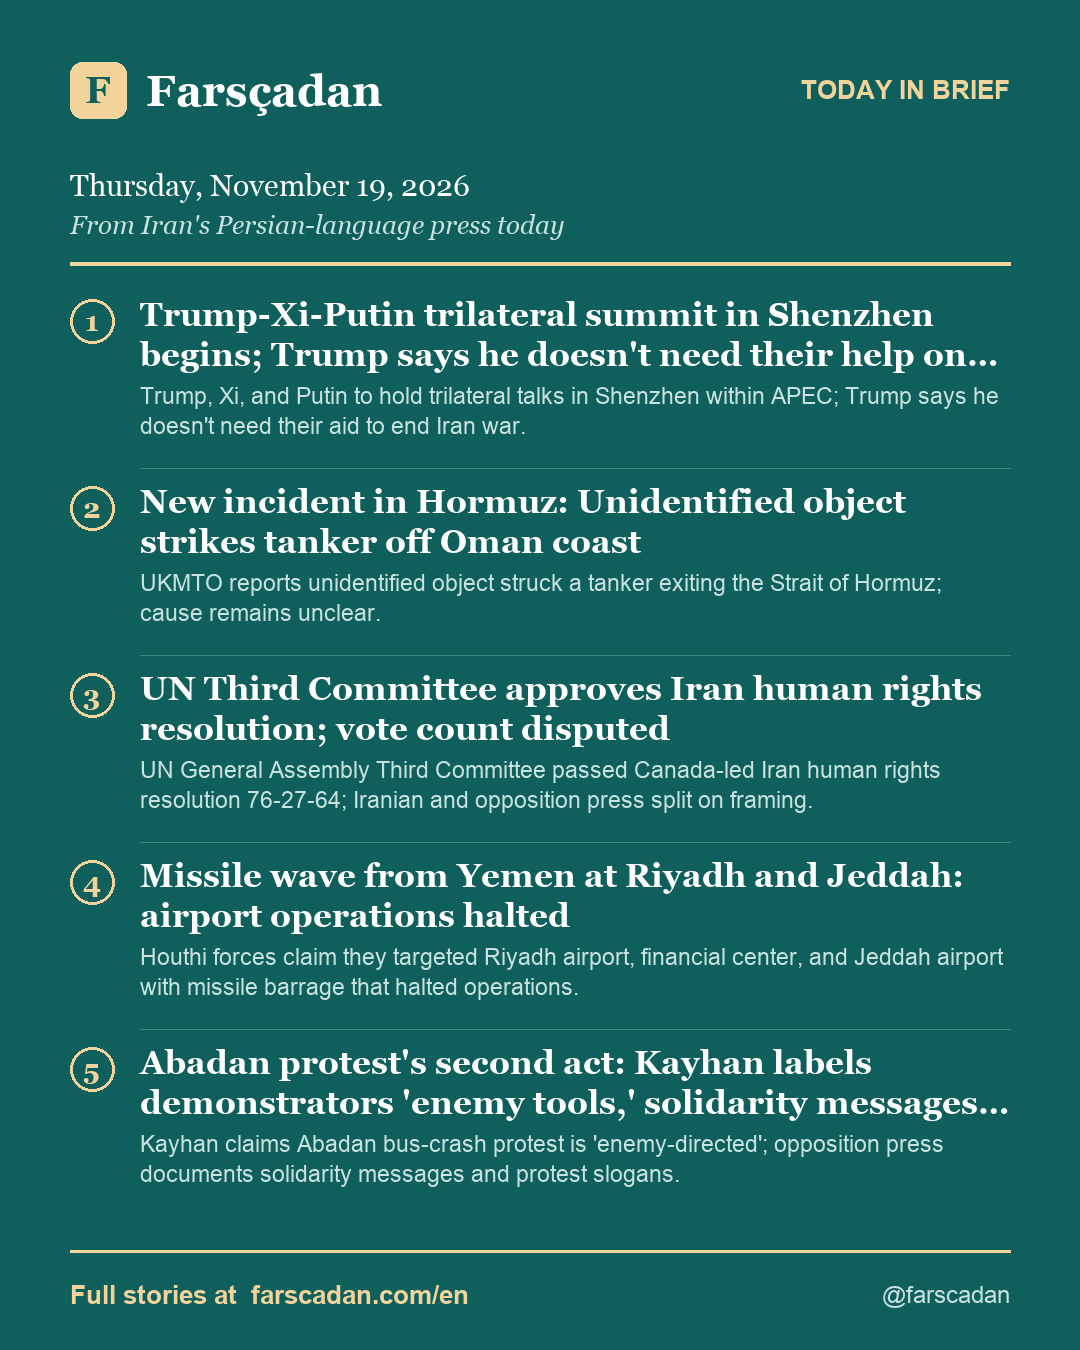 F Farsçadan
TODAY IN BRIEF
Thursday, November 19, 2026
From Iran's Persian-language press today
1
Trump-Xi-Putin trilateral summit in Shenzhen
begins; Trump says he doesn't need their help on...
Trump, Xi, and Putin to hold trilateral talks in Shenzhen within APEC; Trump says he
doesn't need their aid to end Iran war.
2
New incident in Hormuz: Unidentified object
strikes tanker off Oman coast
UKMTO reports unidentified object struck a tanker exiting the Strait of Hormuz;
cause remains unclear.
3
UN Third Committee approves Iran human rights
resolution; vote count disputed
UN General Assembly Third Committee passed Canada-led Iran human rights
resolution 76-27-64; Iranian and opposition press split on framing.
4
Missile wave from Yemen at Riyadh and Jeddah:
airport operations halted
Houthi forces claim they targeted Riyadh airport, financial center, and Jeddah airport
with missile barrage that halted operations.
5
Abadan protest's second act: Kayhan labels
demonstrators 'enemy tools,' solidarity messages...
Kayhan claims Abadan bus-crash protest is 'enemy-directed'; opposition press
documents solidarity messages and protest slogans.
Full stories at farscadan.com/en
@farscadan